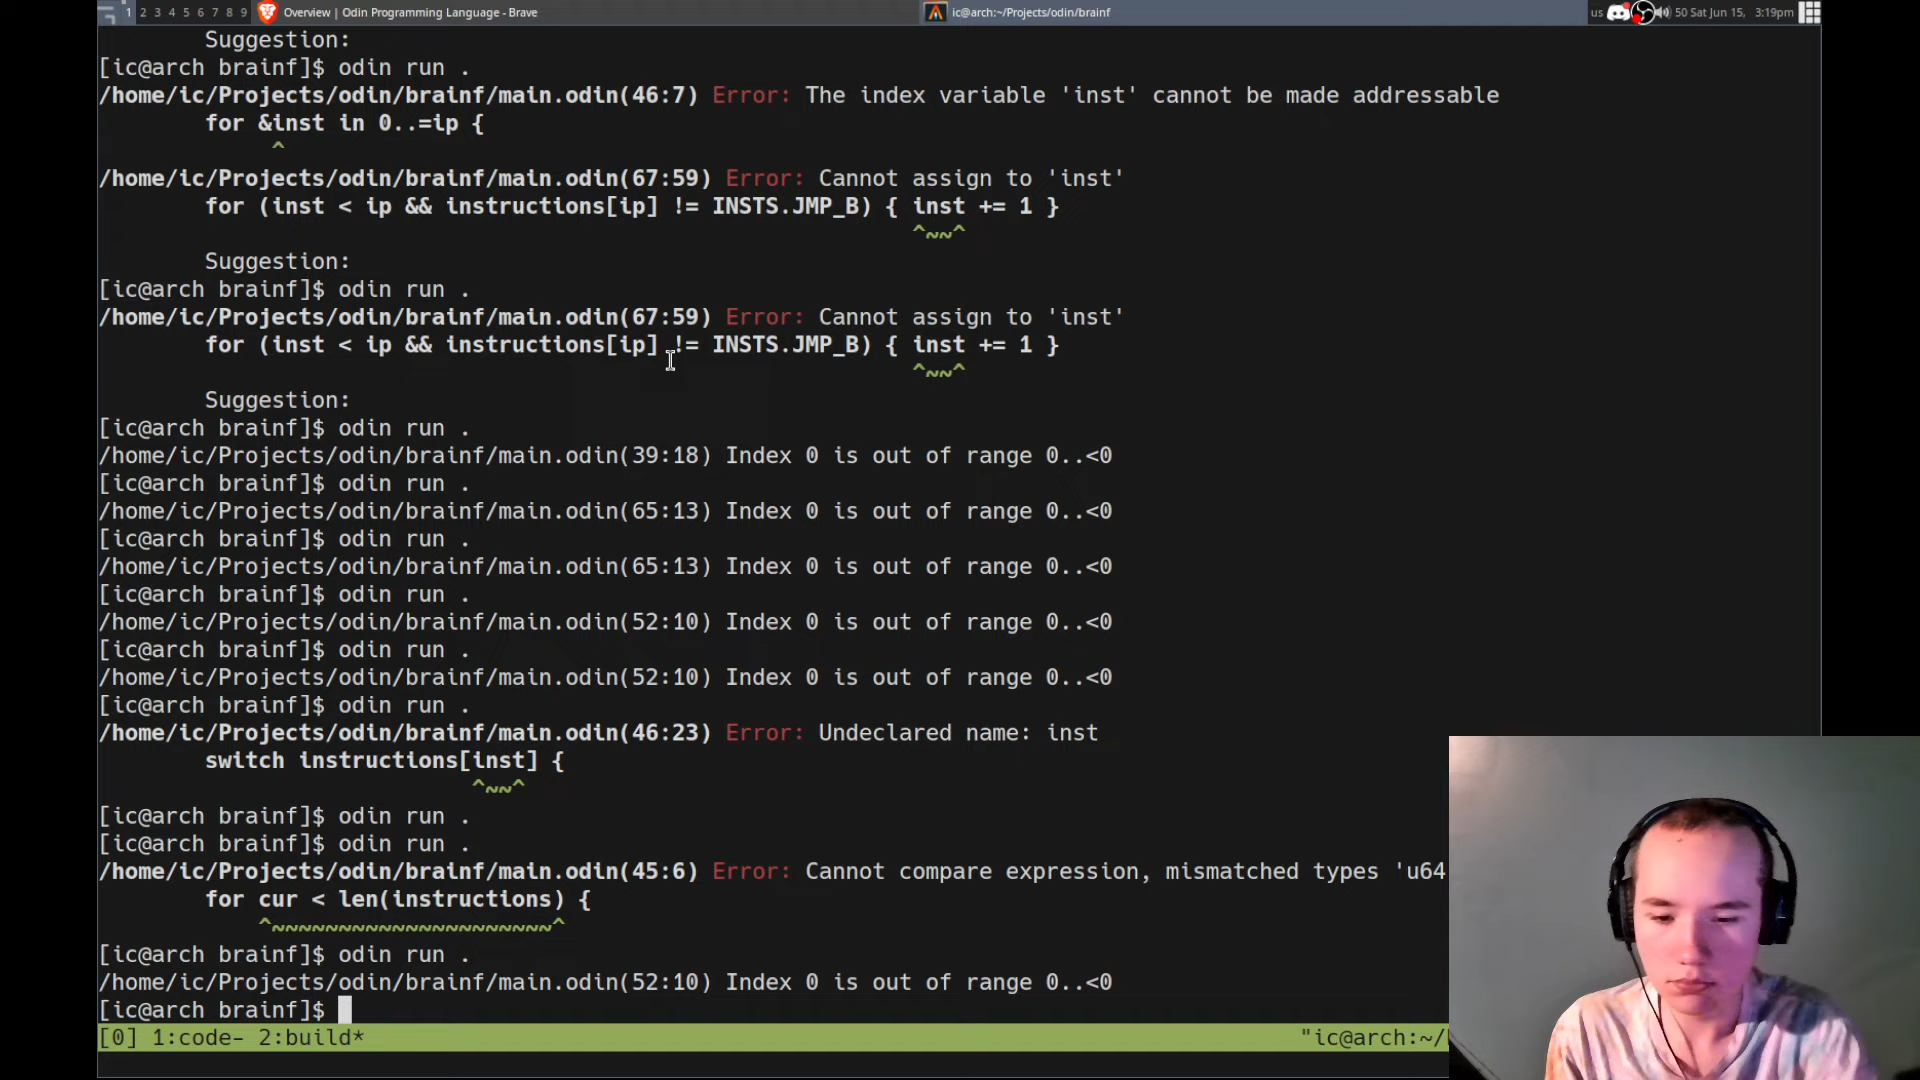 1 2 3 4 5 6 7 8 9 Overview | Odin Programming Language - Brave ic@arch:~/Projects/odin/brainf us 50 Sat Jun 15, 3:19pm
Suggestion:
[ic@arch brainf]$ odin run .
/home/ic/Projects/odin/brainf/main.odin(46:7) Error: The index variable 'inst' cannot be made addressable
for &inst in 0..=ip {
^
/home/ic/Projects/odin/brainf/main.odin(67:59) Error: Cannot assign to 'inst'
for (inst < ip && instructions[ip] != INSTS.JMP_B) { inst += 1 }
^~~^
Suggestion:
[ic@arch brainf]$ odin run .
/home/ic/Projects/odin/brainf/main.odin(67:59) Error: Cannot assign to 'inst'
for (inst < ip && instructions[ip] != INSTS.JMP_B) { inst += 1 }
^~~^
Suggestion:
[ic@arch brainf]$ odin run .
/home/ic/Projects/odin/brainf/main.odin(39:18) Index 0 is out of range 0..<0
[ic@arch brainf]$ odin run .
/home/ic/Projects/odin/brainf/main.odin(65:13) Index 0 is out of range 0..<0
[ic@arch brainf]$ odin run .
/home/ic/Projects/odin/brainf/main.odin(65:13) Index 0 is out of range 0..<0
[ic@arch brainf]$ odin run .
/home/ic/Projects/odin/brainf/main.odin(52:10) Index 0 is out of range 0..<0
[ic@arch brainf]$ odin run .
/home/ic/Projects/odin/brainf/main.odin(52:10) Index 0 is out of range 0..<0
[ic@arch brainf]$ odin run .
/home/ic/Projects/odin/brainf/main.odin(46:23) Error: Undeclared name: inst
switch instructions[inst] {
^~~^
[ic@arch brainf]$ odin run .
[ic@arch brainf]$ odin run .
/home/ic/Projects/odin/brainf/main.odin(45:6) Error: Cannot compare expression, mismatched types 'u64
for cur < len(instructions) {
^~~~~~~~~~~~~~~~~~~~~~^
[ic@arch brainf]$ odin run .
/home/ic/Projects/odin/brainf/main.odin(52:10) Index 0 is out of range 0..<0
[ic@arch brainf]$
[0] 1:code- 2:build* "ic@arch:~/